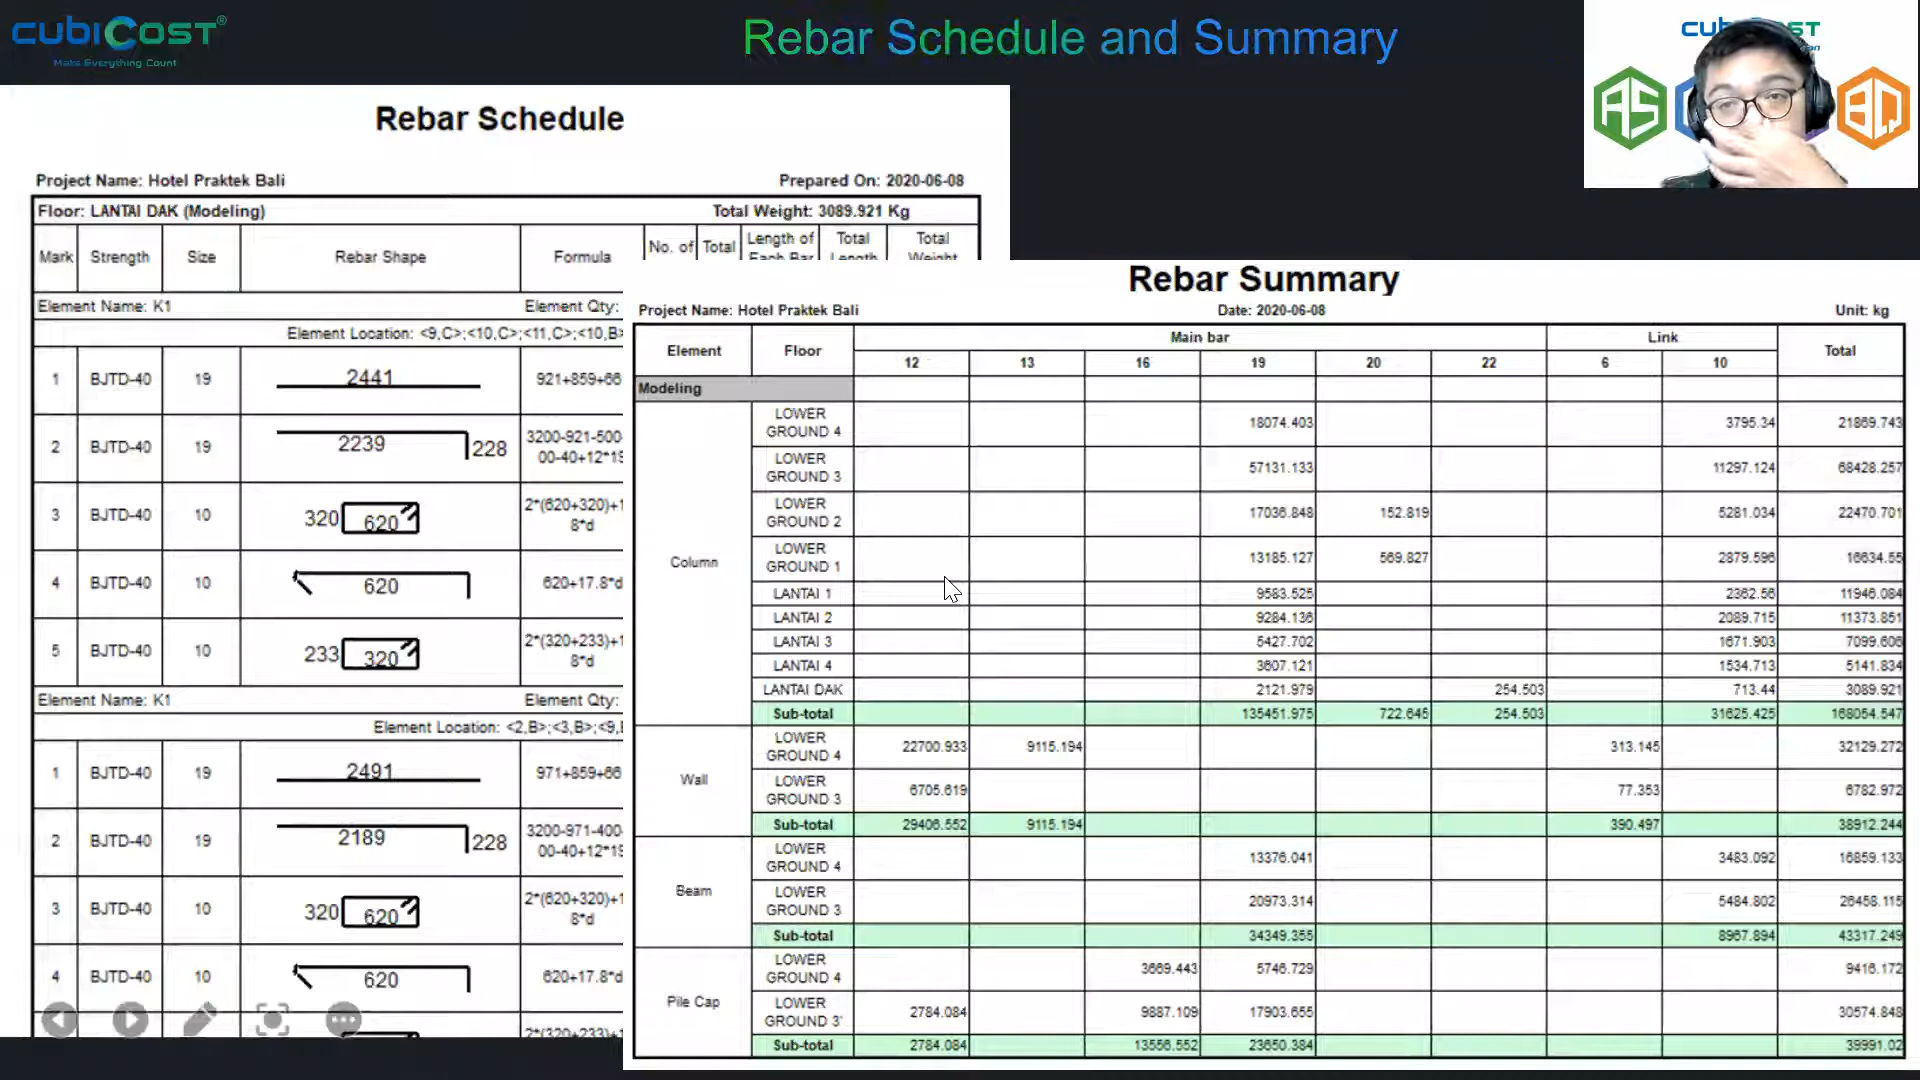 CUBICOST®
Make Everything Count
Rebar Schedule and Summary
AS
BQ
Rebar Schedule
Project Name: Hotel Praktek Bali Prepared On: 2020-06-08
Floor: LANTAI DAK (Modeling) Total Weight: 3089.921 Kg
Mark Strength Size Rebar Shape Formula No. of Total Length of Each Bar Total Length Total Weight
Element Name: K1 Element Qty:
Element Location: <9,C>;<10,C>;<11,C>;<10,B>
1 BJTD-40 19 2441 921+859+66
2 BJTD-40 19 2239 228 3200-921-500-
00-40+12*19
3 BJTD-40 10 320 620 2*(620+320)+1
8*d
4 BJTD-40 10 620 620+17.8*d
5 BJTD-40 10 233 320 2*(320+233)+1
8*d
Element Name: K1 Element Qty:
Element Location: <2,B>;<3,B>;<9,
1 BJTD-40 19 2491 971+859+66
2 BJTD-40 19 2189 228 3200-971-400-
00-40+12*19
3 BJTD-40 10 320 620 2*(620+320)+1
8*d
4 BJTD-40 10 620 620+17.8*d
2*(320+233)+1
Rebar Summary
Project Name: Hotel Praktek Bali Date: 2020-06-08 Unit: kg
Element Floor Main bar Link Total
12 13 16 19 20 22 6 10
Modeling
Column
LOWER GROUND 4 18074.403 3795.34 21869.743
LOWER GROUND 3 57131.133 11297.124 68428.257
LOWER GROUND 2 17036.848 152.819 5281.034 22470.701
LOWER GROUND 1 13185.127 569.827 2879.596 16634.55
LANTAI 1 9583.525 2362.56 11946.084
LANTAI 2 9284.136 2089.715 11373.851
LANTAI 3 5427.702 1671.903 7099.606
LANTAI 4 3607.121 1534.713 5141.834
LANTAI DAK 2121.979 254.503 713.44 3089.921
Sub-total 135451.975 722.645 254.503 31625.425 168054.547
Wall
LOWER GROUND 4 22700.933 9115.194 313.145 32129.272
LOWER GROUND 3 6705.619 77.353 6782.972
Sub-total 29406.552 9115.194 390.497 38912.244
Beam
LOWER GROUND 4 13376.041 3483.092 16859.133
LOWER GROUND 3 20973.314 5484.802 26458.115
Sub-total 34349.355 8967.894 43317.249
Pile Cap
LOWER GROUND 4 3669.443 5746.729 9416.172
LOWER GROUND 3' 2784.084 9887.109 17903.655 30574.848
Sub-total 2784.084 13556.552 23650.384 39991.02